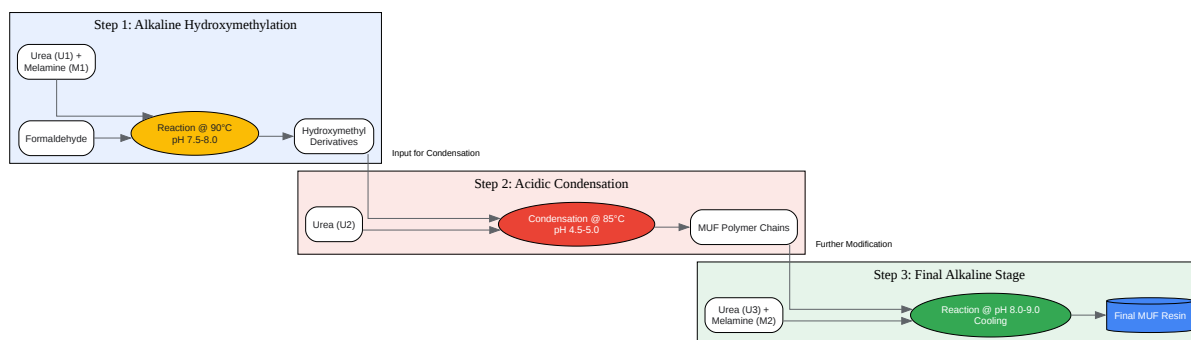 Step 1: Alkaline Hydroxymethylation
Urea (U1) +
Melamine (M1)
Formaldehyde
Reaction @ 90°C
pH 7.5-8.0
Hydroxymethyl
Derivatives
Input for Condensation
Step 2: Acidic Condensation
Urea (U2)
Condensation @ 85°C
pH 4.5-5.0
MUF Polymer Chains
Further Modification
Step 3: Final Alkaline Stage
Urea (U3) +
Melamine (M2)
Reaction @ pH 8.0-9.0
Cooling
Final MUF Resin